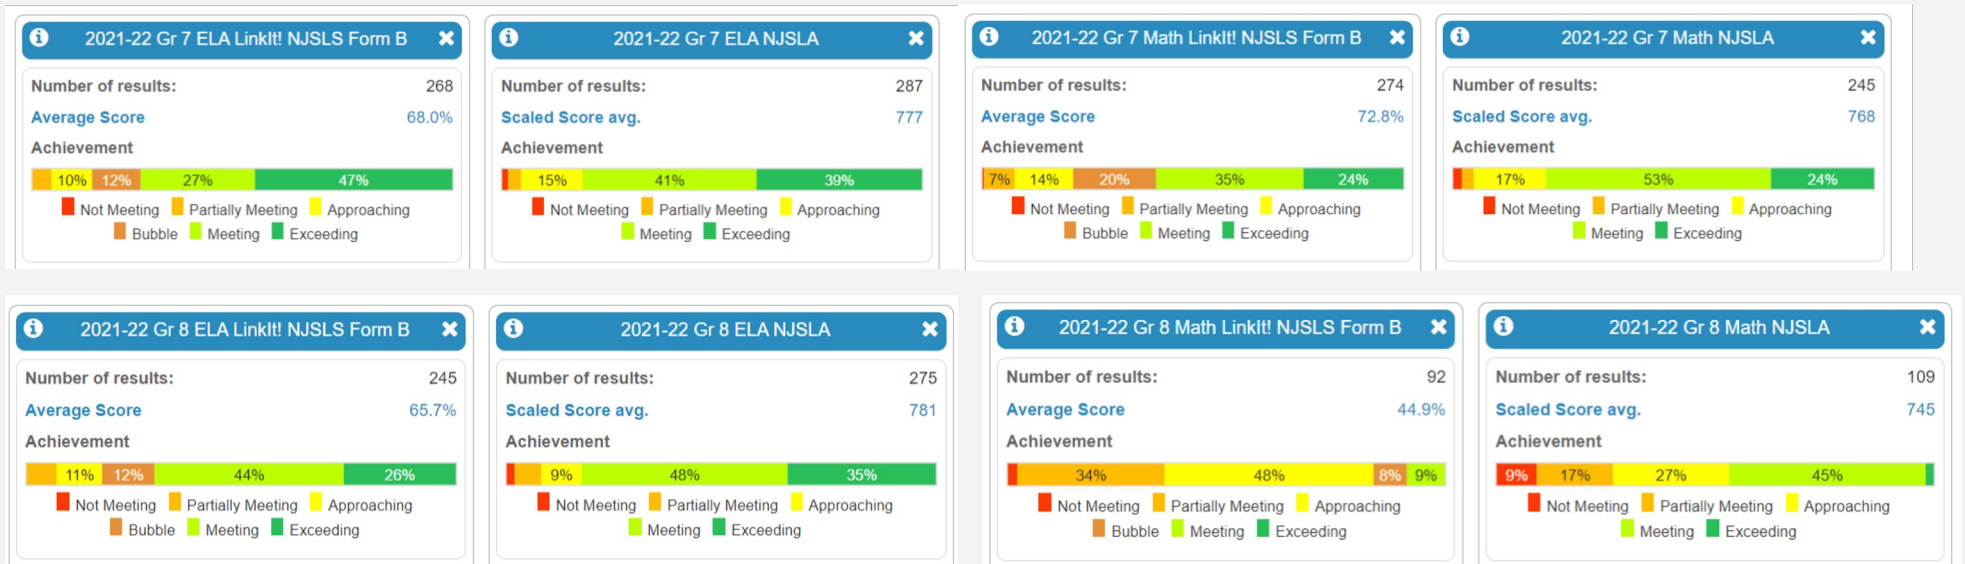 2021-22 Gr 7 ELA LinkIt! NJSLS Form B
Number of results: 268
Average Score 68.0%
Achievement
10% 12% 27% 47%
Not Meeting Partially Meeting Approaching
Bubble Meeting Exceeding
2021-22 Gr 7 ELA NJSLA
Number of results: 287
Scaled Score avg. 777
Achievement
15% 41% 39%
Not Meeting Partially Meeting Approaching
Meeting Exceeding
2021-22 Gr 7 Math LinkIt! NJSLS Form B
Number of results: 274
Average Score 72.8%
Achievement
7% 14% 20% 35% 24%
Not Meeting Partially Meeting Approaching
Bubble Meeting Exceeding
2021-22 Gr 7 Math NJSLA
Number of results: 245
Scaled Score avg. 768
Achievement
17% 53% 24%
Not Meeting Partially Meeting Approaching
Meeting Exceeding
2021-22 Gr 8 ELA LinkIt! NJSLS Form B
Number of results: 245
Average Score 65.7%
Achievement
11% 12% 44% 26%
Not Meeting Partially Meeting Approaching
Bubble Meeting Exceeding
2021-22 Gr 8 ELA NJSLA
Number of results: 275
Scaled Score avg. 781
Achievement
9% 48% 35%
Not Meeting Partially Meeting Approaching
Meeting Exceeding
2021-22 Gr 8 Math LinkIt! NJSLS Form B
Number of results: 92
Average Score 44.9%
Achievement
34% 48% 8% 9%
Not Meeting Partially Meeting Approaching
Bubble Meeting Exceeding
2021-22 Gr 8 Math NJSLA
Number of results: 109
Scaled Score avg. 745
Achievement
9% 17% 27% 45%
Not Meeting Partially Meeting Approaching
Meeting Exceeding